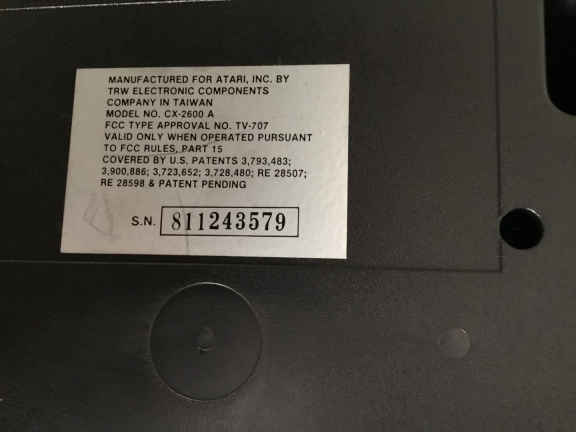 MANUFACTURED FOR ATARI, INC. BY
TRW ELECTRONIC COMPONENTS
COMPANY IN TAIWAN
MODEL NO. CX-2600 A
FCC TYPE APPROVAL NO. TV-707
VALID ONLY WHEN OPERATED PURSUANT
TO FCC RULES, PART 15
COVERED BY U.S. PATENTS 3,793,483;
3,900,886; 3,723,652; 3,728,480; RE 28507;
RE 28598 & PATENT PENDING
S.N. 811243579